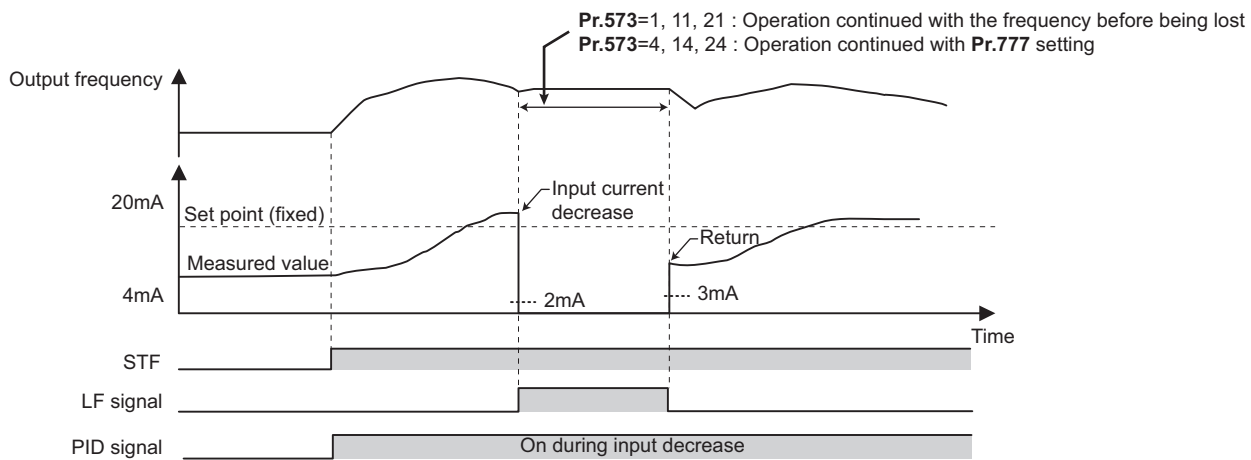 Pr.573=1, 11, 21 : Operation continued with the frequency before being lost
Pr.573=4, 14, 24 : Operation continued with Pr.777 setting
Output frequency
20mA
Set point (fixed)
Input current
decrease
Return
Measured value
4mA
2mA
3mA
Time
STF
LF signal
PID signal
On during input decrease